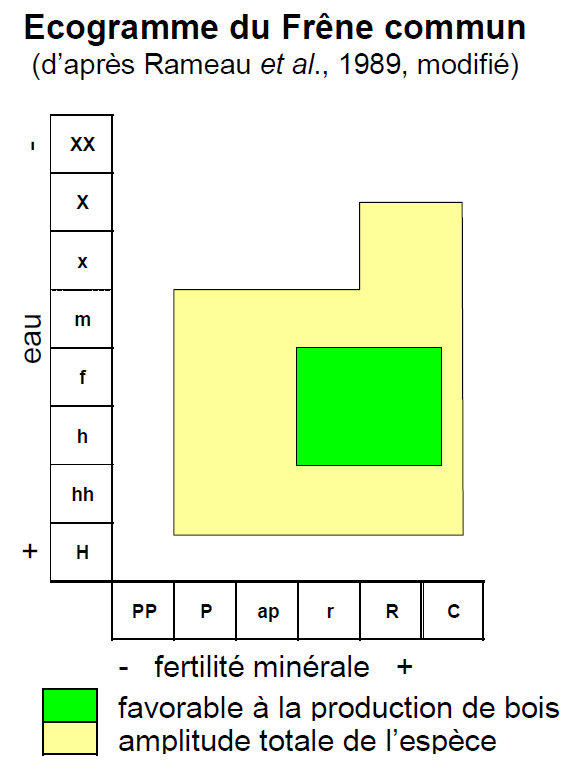 Ecogramme du Frêne commun
(d'après Rameau et al., 1989, modifié)
- XX
X
x
m
eau
f
h
hh
+ H
PP P ap r R C
- fertilité minérale +
favorable à la production de bois
amplitude totale de l'espèce